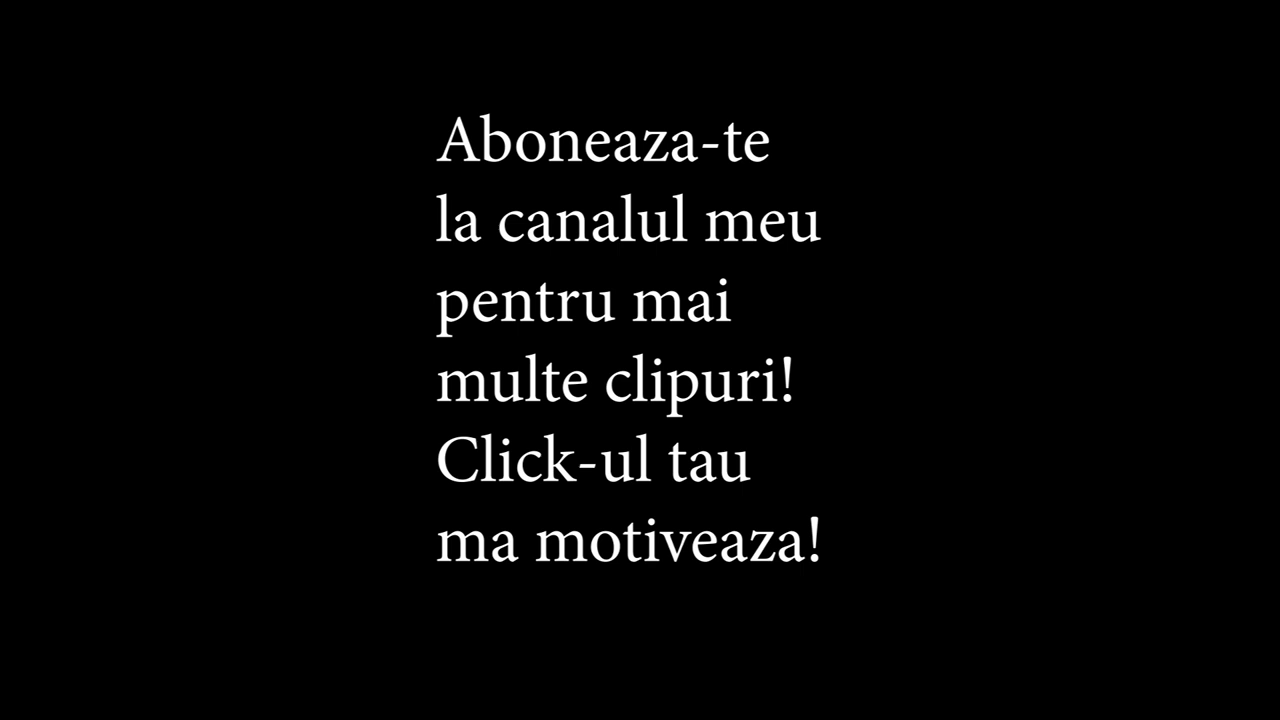 Aboneaza-te
la canalul meu
pentru mai
multe clipuri!
Click-ul tau
ma motiveaza!